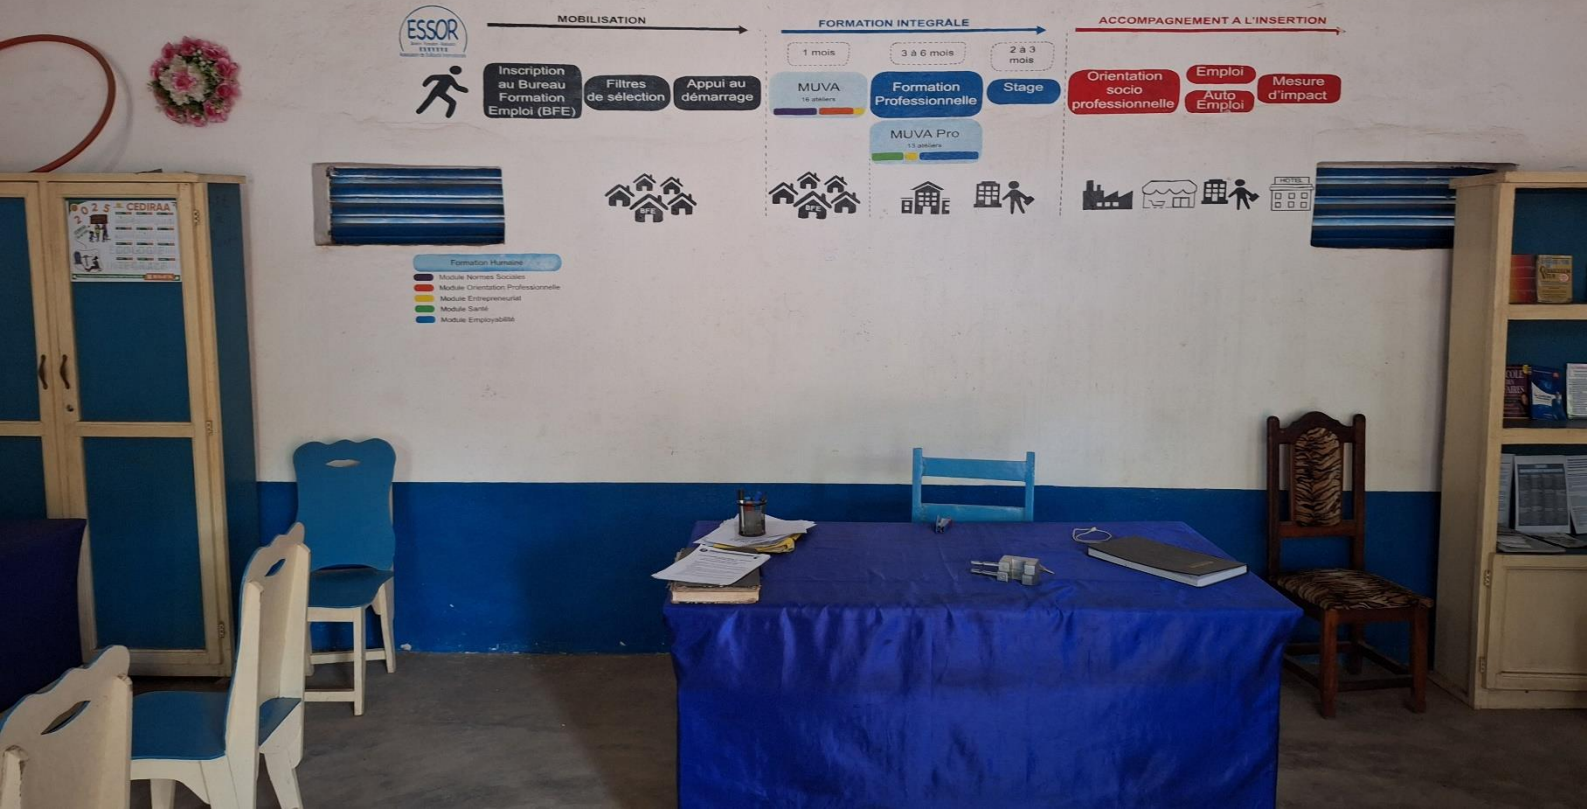 ESSOR
MOBILISATION
FORMATION INTEGRALE
ACCOMPAGNEMENT A L'INSERTION
1 mois
3 à 6 mois
2 à 3
mois
Inscription
au Bureau
Formation
Emploi (BFE)
Filtres
de sélection
Appui au
démarrage
MUVA
16 ateliers
Formation
Professionnelle
Stage
MUVA Pro
13 ateliers
Orientation
socio
professionnelle
Emploi
Auto
Emploi
Mesure
d'impact
BFE
BFE
HOTEL
Formation Humaine
Module Normes Sociales
Module Orientation Professionnelle
Module Entrepreneuriat
Module Santé
Module Employabilité
2025
CEDIRAA